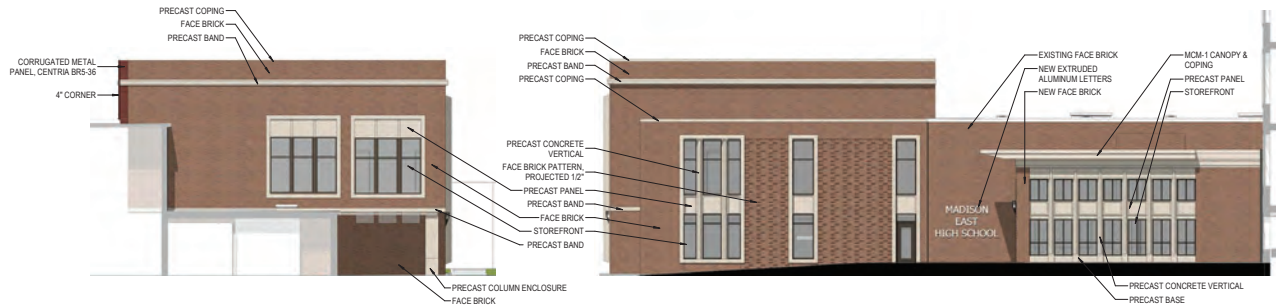 PRECAST COPING
FACE BRICK
PRECAST BAND
CORRUGATED METAL
PANEL, CENTRIA BR5-36
4" CORNER
PRECAST COPING
FACE BRICK
PRECAST BAND
PRECAST COPING
PRECAST CONCRETE
VERTICAL
FACE BRICK PATTERN,
PROJECTED 1/2"
PRECAST PANEL
PRECAST BAND
FACE BRICK
STOREFRONT
PRECAST BAND
PRECAST COLUMN ENCLOSURE
FACE BRICK
EXISTING FACE BRICK
NEW EXTRUDED
ALUMINUM LETTERS
NEW FACE BRICK
MCM-1 CANOPY &
COPING
PRECAST PANEL
STOREFRONT
MADISON
EAST
HIGH SCHOOL
PRECAST CONCRETE VERTICAL
PRECAST BASE